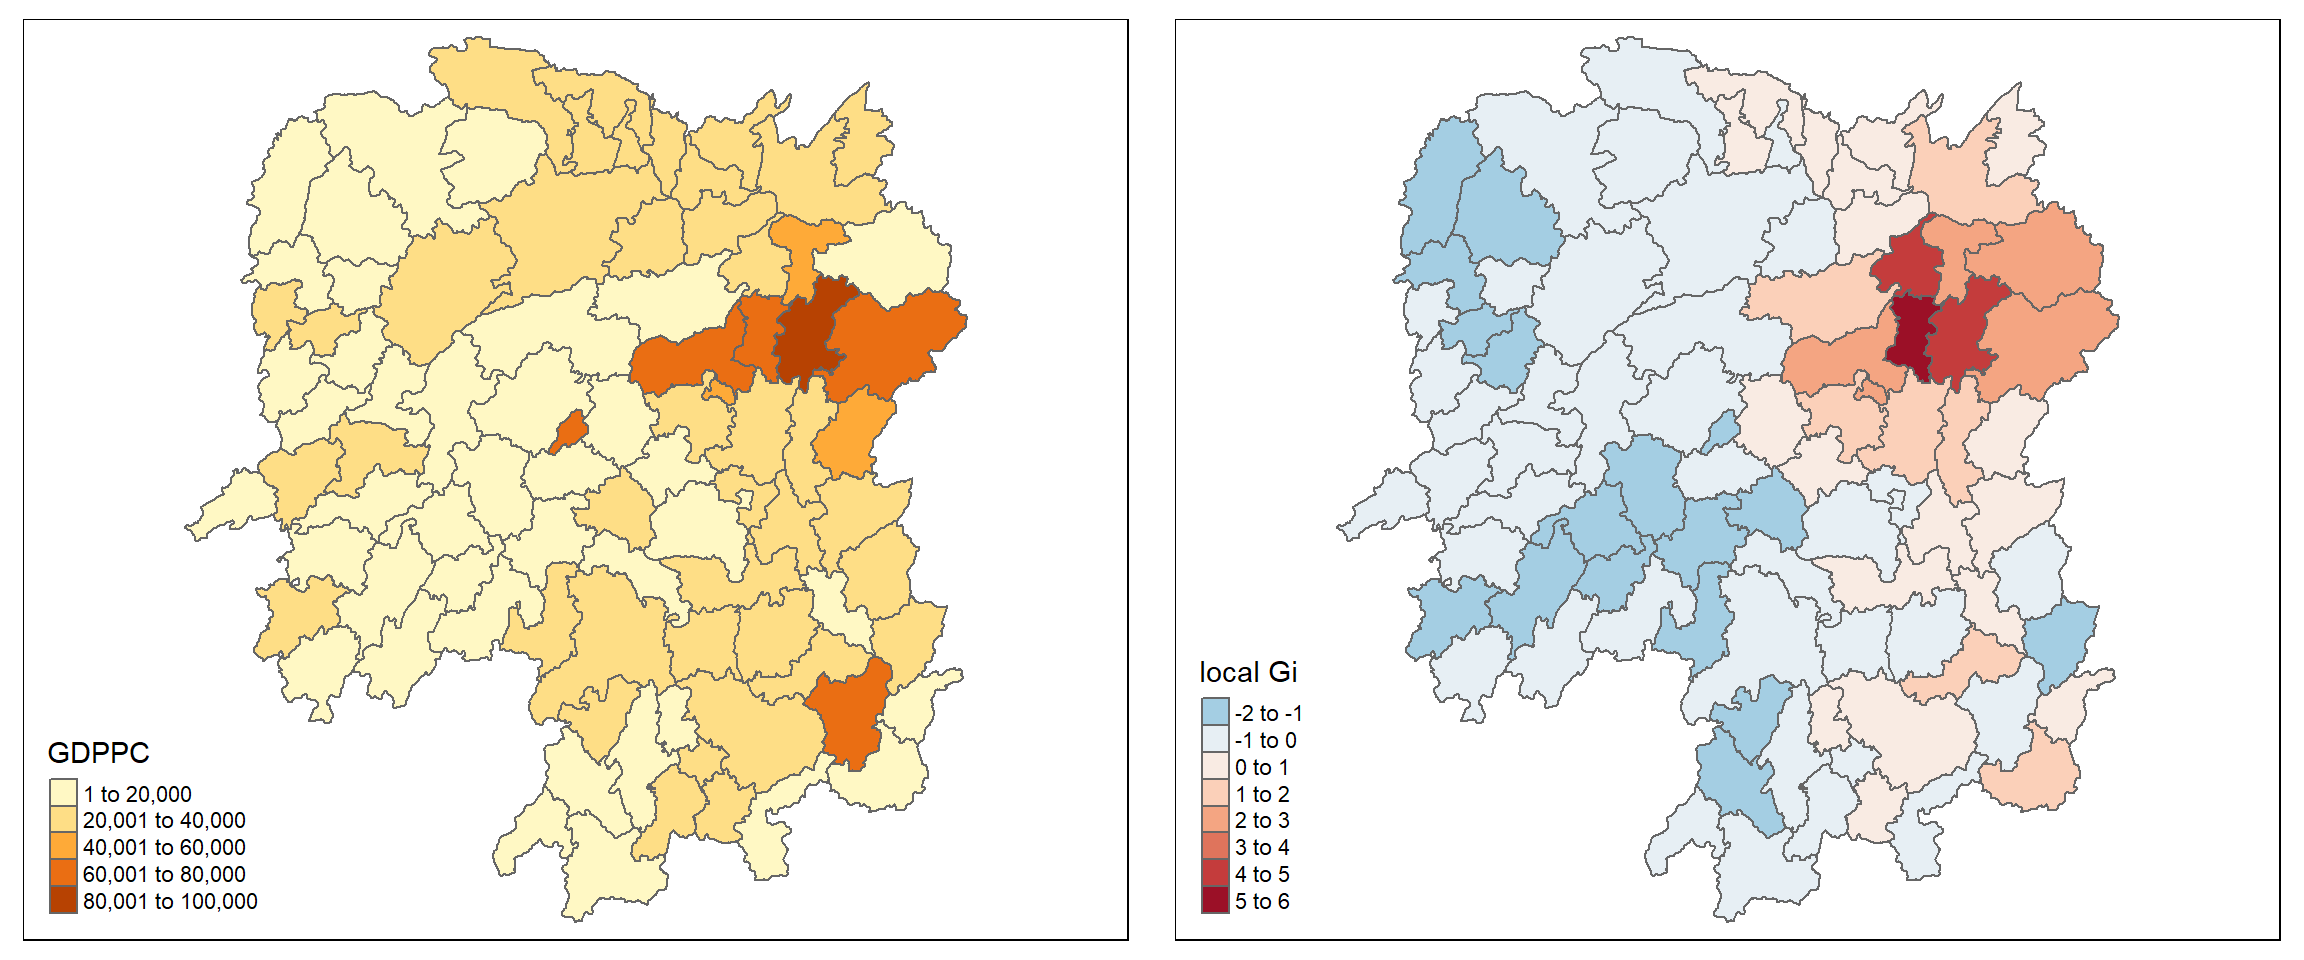 GDPPC
1 to 20,000
20,001 to 40,000
40,001 to 60,000
60,001 to 80,000
80,001 to 100,000
local Gi
-2 to -1
-1 to 0
0 to 1
1 to 2
2 to 3
3 to 4
4 to 5
5 to 6